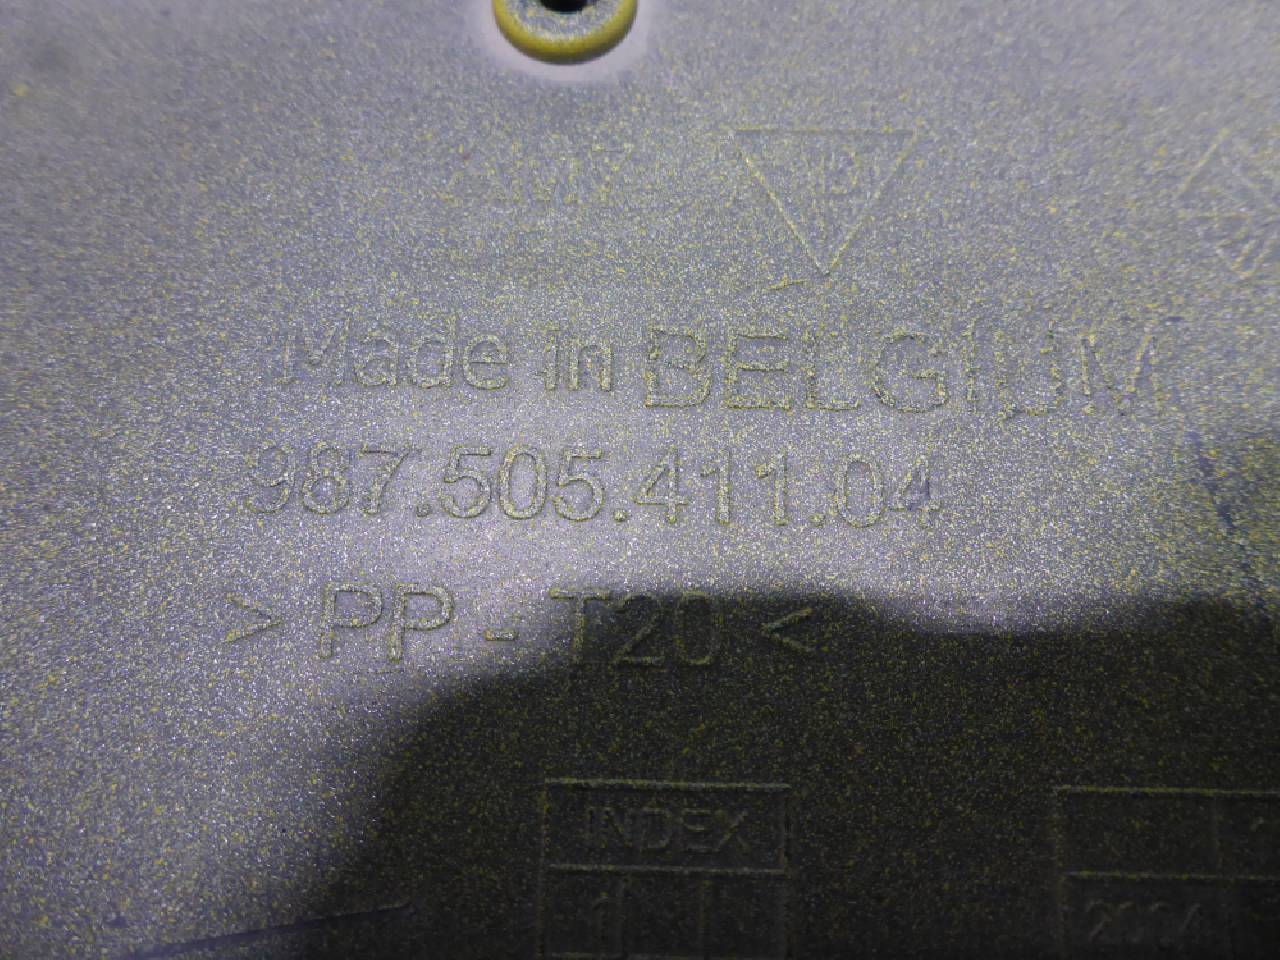 Made in BELGIUM
987.505.411.04
> PP - T20 <
INDEX